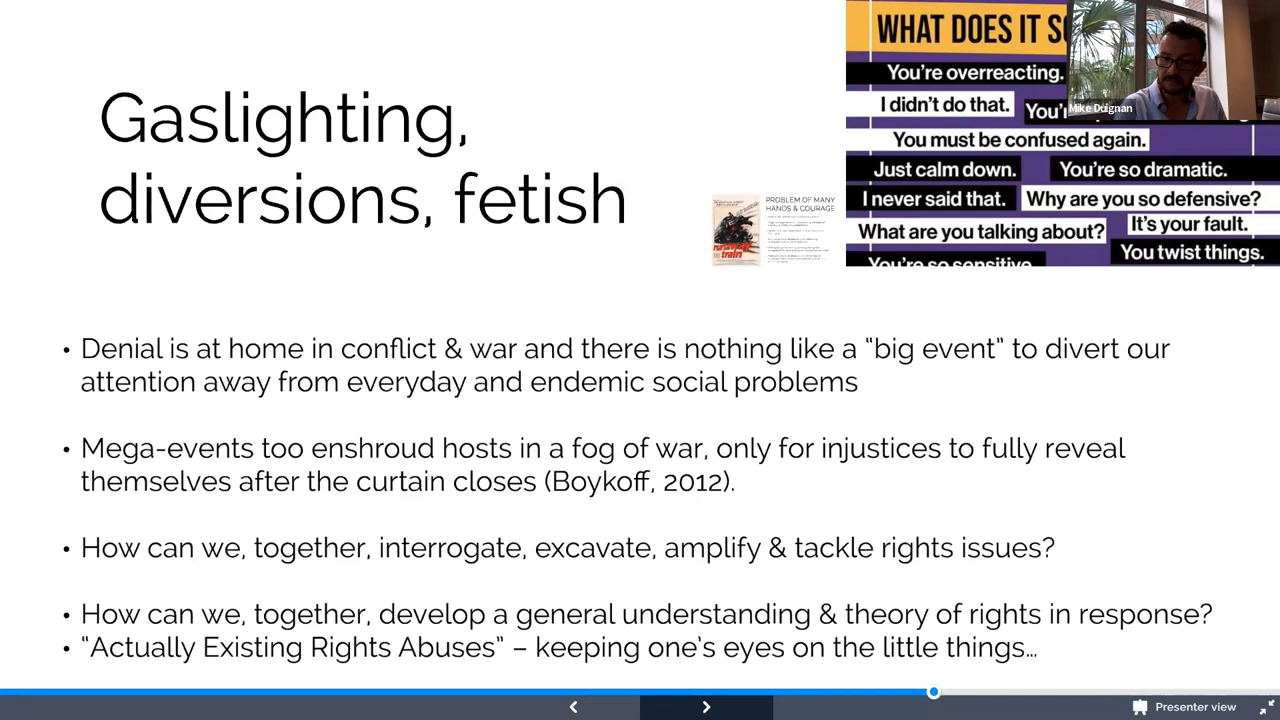 Gaslighting,
diversions, fetish
PROBLEM OF MANY
HANDS & COURAGE
train
WHAT DOES IT
You're overreacting.
I didn't do that.
Mike Duignan
You must be confused again.
Just calm down.
You're so dramatic.
I never said that.
Why are you so defensive?
What are you talking about?
It's your fault
You twist things.
You're so sensitive
• Denial is at home in conflict & war and there is nothing like a “big event” to divert our
attention away from everyday and endemic social problems
• Mega-events too enshroud hosts in a fog of war, only for injustices to fully reveal
themselves after the curtain closes (Boykoff, 2012).
• How can we, together, interrogate, excavate, amplify & tackle rights issues?
• How can we, together, develop a general understanding & theory of rights in response?
• “Actually Existing Rights Abuses” – keeping one's eyes on the little things…
Presenter view